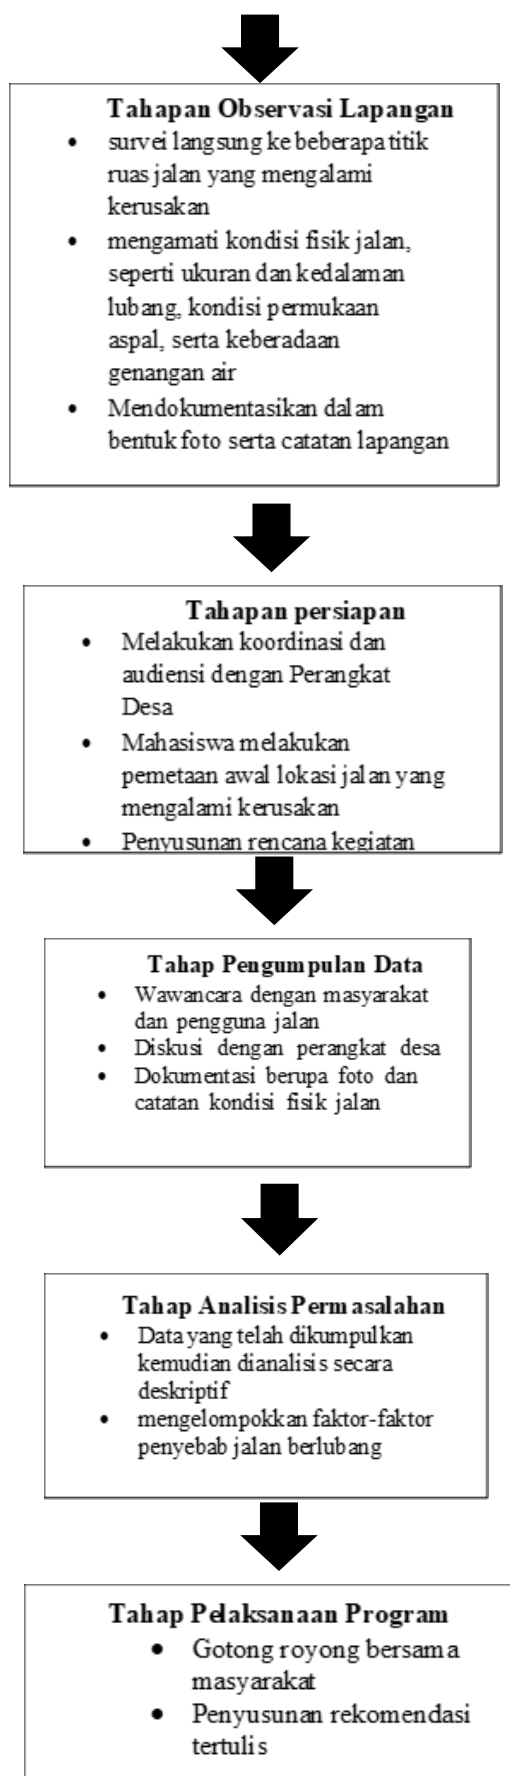 Tahapan Observasi Lapangan
• survei langsung ke beberapa titik
ruas jalan yang mengalami
kerusakan
• mengamati kondisi fisik jalan,
seperti ukuran dan kedalaman
lubang, kondisi permukaan
aspal, serta keberadaan
genangan air
• Mendokumentasikan dalam
bentuk foto serta catatan lapangan
Tahapan persiapan
• Melakukan koordinasi dan
audiensi dengan Perangkat
Desa
• Mahasiswa melakukan
pemetaan awal lokasi jalan yang
mengalami kerusakan
• Penyusunan rencana kegiatan
Tahap Pengumpulan Data
• Wawancara dengan masyarakat
dan pengguna jalan
• Diskusi dengan perangkat desa
• Dokumentasi berupa foto dan
catatan kondisi fisik jalan
Tahap Analisis Permasalahan
• Data yang telah dikumpulkan
kemudian dianalisis secara
deskriptif
• mengelompokkan faktor-faktor
penyebab jalan berlubang
Tahap Pelaksanaan Program
• Gotong royong bersama
masyarakat
• Penyusunan rekomendasi
tertulis